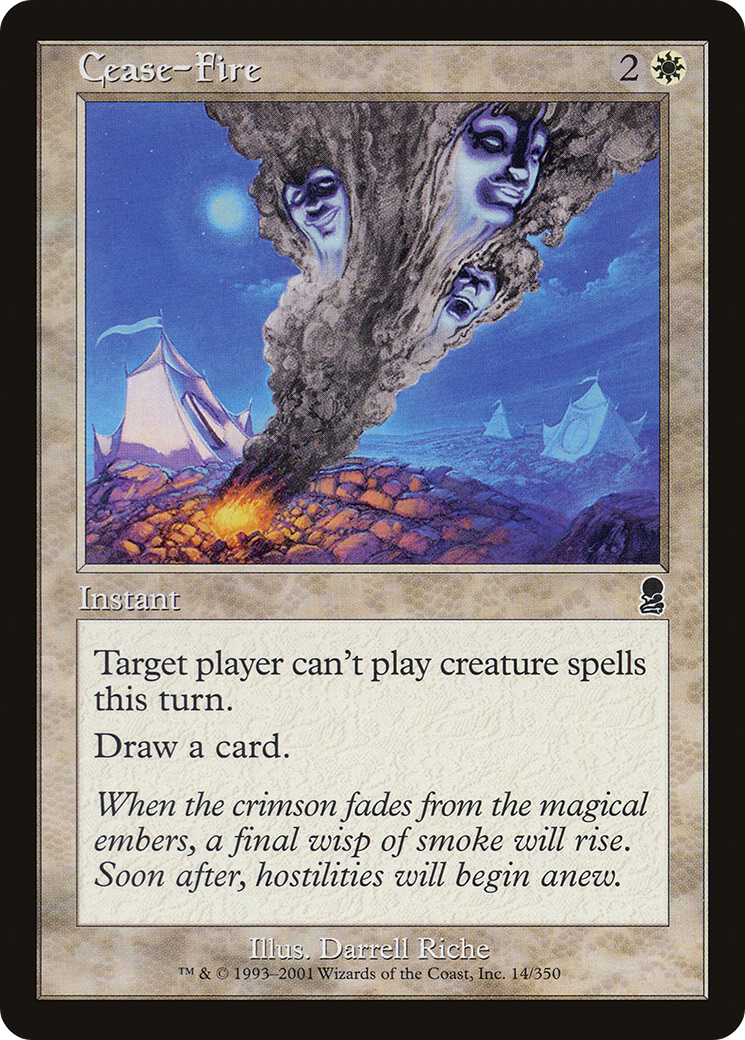 Cease-Fire 2
Instant
Target player can't play creature spells
this turn.
Draw a card.
When the crimson fades from the magical
embers, a final wisp of smoke will rise.
Soon after, hostilities will begin anew.
Illus. Darrell Riche
™ & © 1993–2001 Wizards of the Coast, Inc. 14/350